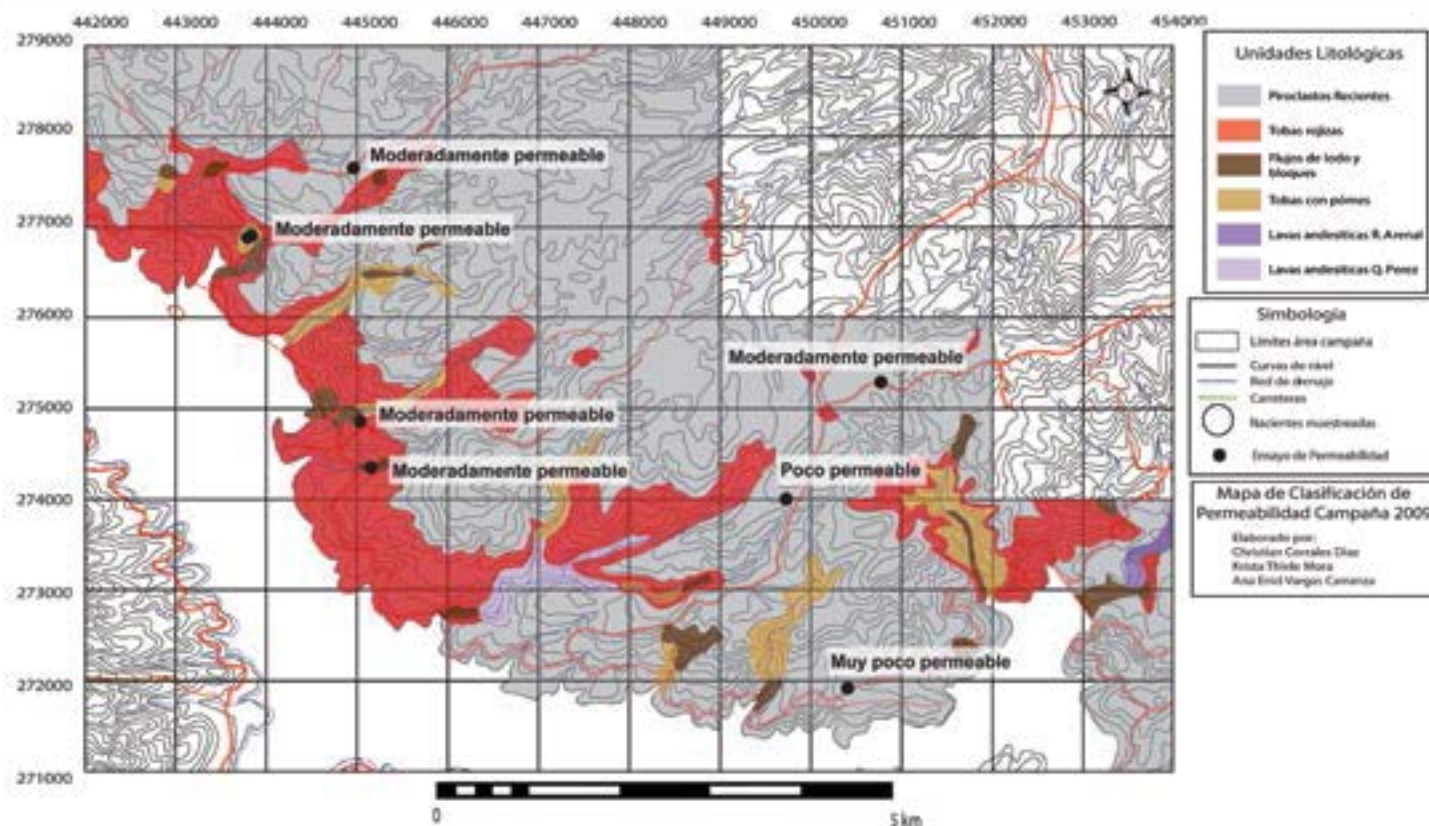 442000 443000 444000 445000 446000 447000 448000 449000 450000 451000 452000 453000 454000
279000
278000
277000
276000
275000
274000
273000
272000
271000
Moderadamente permeable
Moderadamente permeable
Moderadamente permeable
Moderadamente permeable
Moderadamente permeable
Poco permeable
Muy poco permeable
0 5 km
Unidades Litológicas
Piroclastos Recientes
Tobas rojizas
Flujos de lodo y
bloques
Tobas con pómes
Lavas andesíticas R. Arenal
Lavas andesíticas Q. Perez
Simbología
Límites área campaña
Curvas de nivel
Red de drenaje
Carreteras
Nacientes muestreadas
Ensayo de Permeabilidad
Mapa de Clasificación de
Permeabilidad Campaña 2009
Elaborado por:
Christian Corrales Díaz
Krista Thiele Mora
Ana Enid Vargas